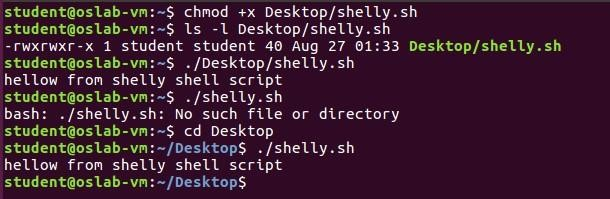 student@oslab-vm:~$ chmod +x Desktop/shelly.sh
student@oslab-vm:~$ ls -l Desktop/shelly.sh
-rwxrwxr-x 1 student student 40 Aug 27 01:33 Desktop/shelly.sh
student@oslab-vm:~$ ./Desktop/shelly.sh
hellow from shelly shell script
student@oslab-vm:~$ ./shelly.sh
bash: ./shelly.sh: No such file or directory
student@oslab-vm:~$ cd Desktop
student@oslab-vm:~/Desktop$ ./shelly.sh
hellow from shelly shell script
student@oslab-vm:~/Desktop$